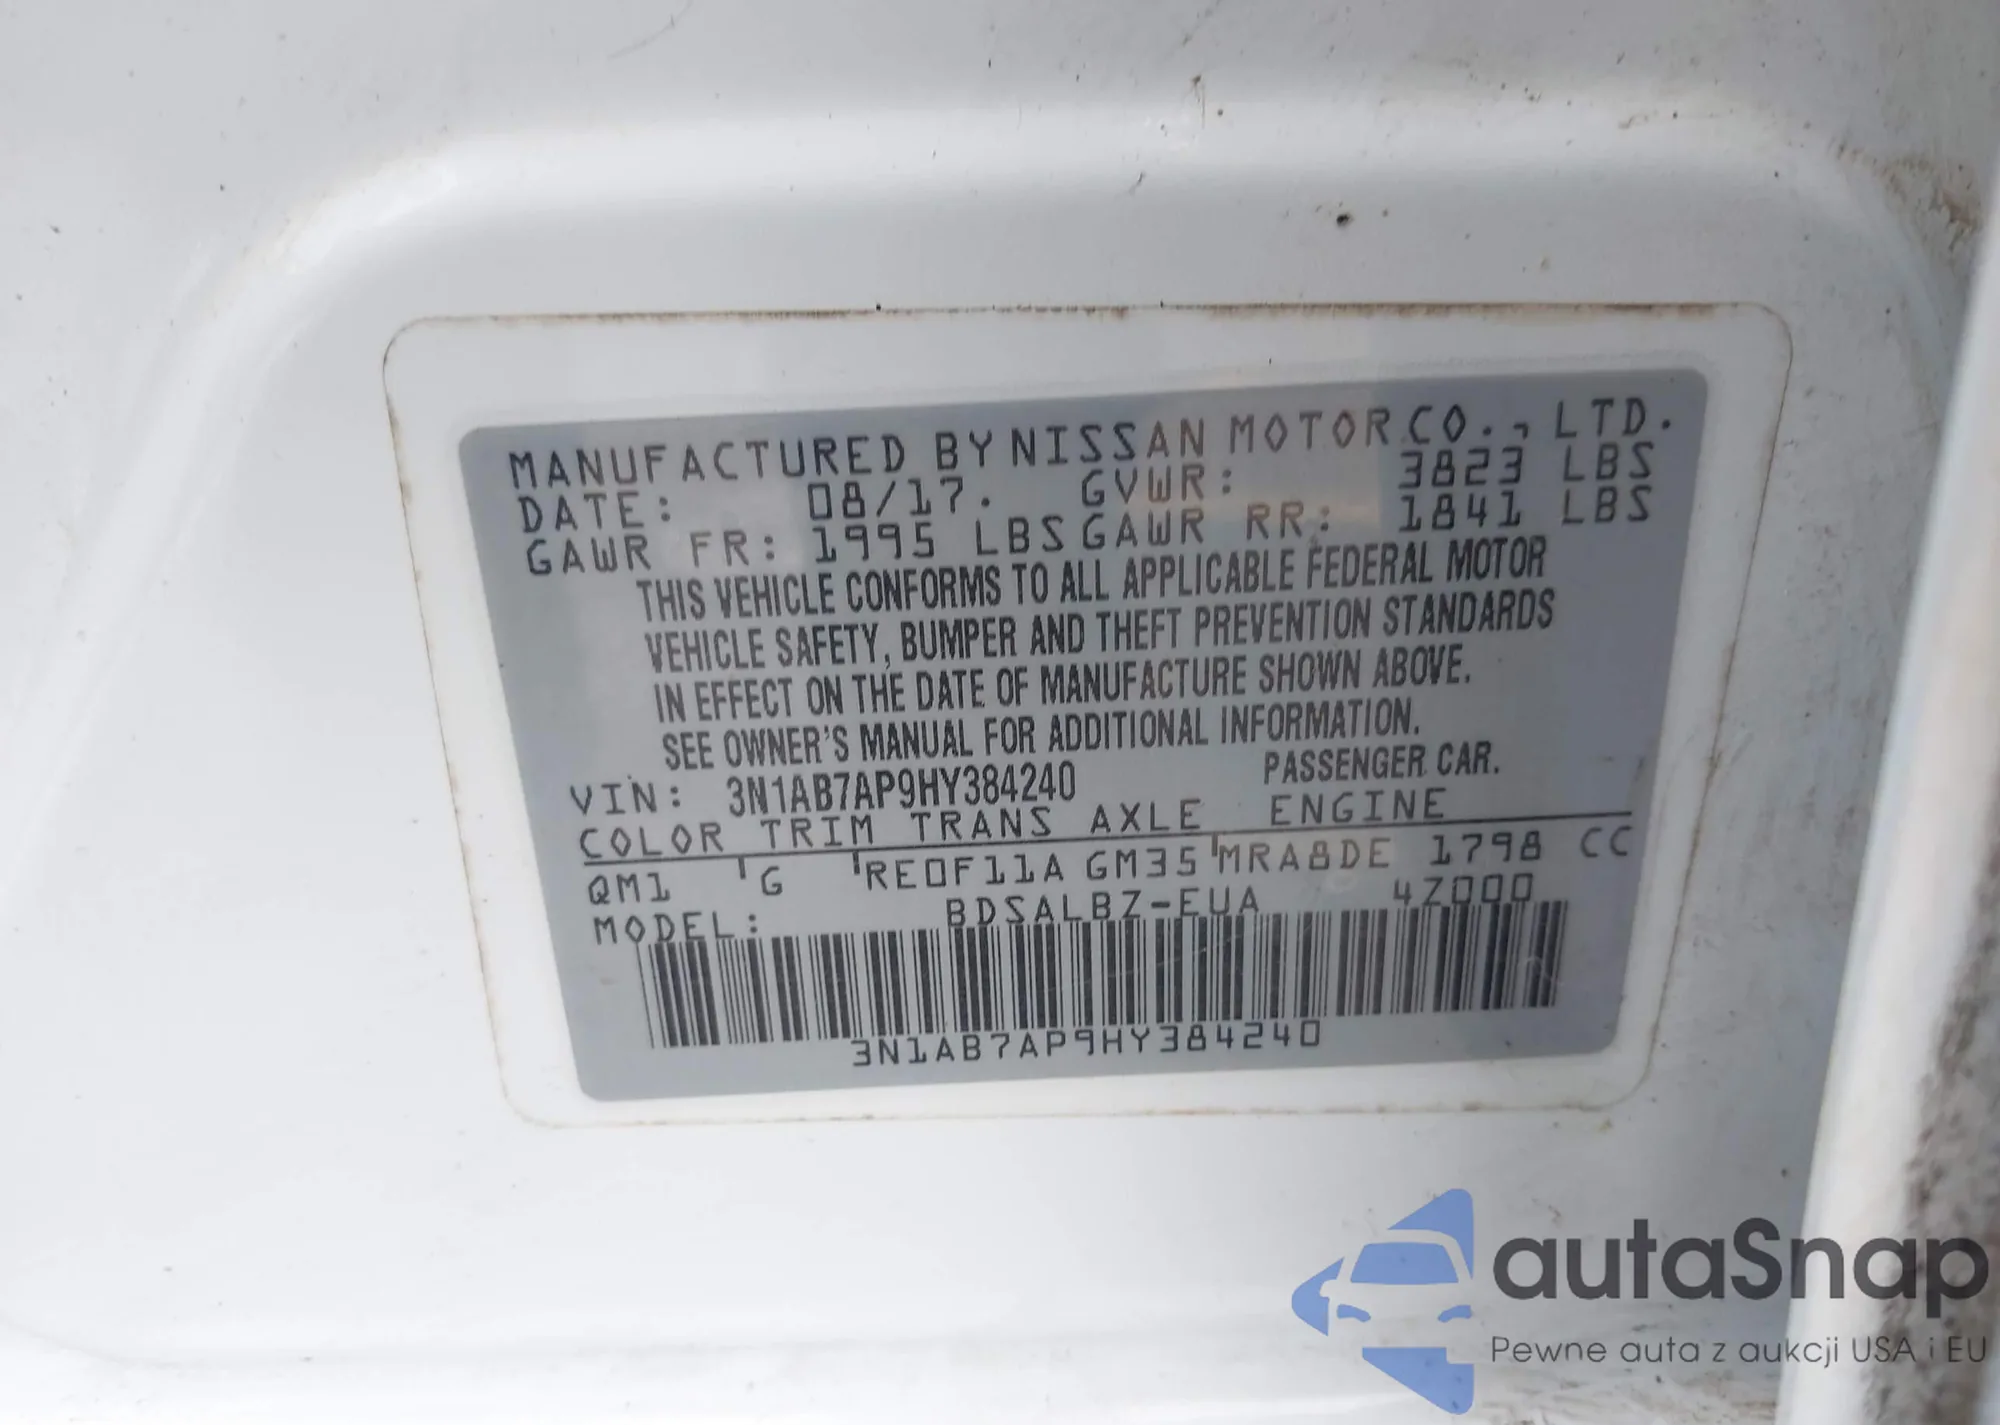 MANUFACTURED BY NISSAN MOTOR CO., LTD.
DATE: 08/17. GVWR: 3823 LBS
GAWR FR: 1995 LBS GAWR RR: 1841 LBS
THIS VEHICLE CONFORMS TO ALL APPLICABLE FEDERAL MOTOR
VEHICLE SAFETY, BUMPER AND THEFT PREVENTION STANDARDS
IN EFFECT ON THE DATE OF MANUFACTURE SHOWN ABOVE.
SEE OWNER'S MANUAL FOR ADDITIONAL INFORMATION.
VIN: 3N1AB7AP9HY384240 PASSENGER CAR.
COLOR TRIM TRANS AXLE ENGINE
QM1 G RE0F11A GM35 MRA8DE 1798 CC
MODEL: BDSALBZ-EUA 4Z000
3N1AB7AP9HY384240
autaSnap
Pewne auta z aukcji USA i EU